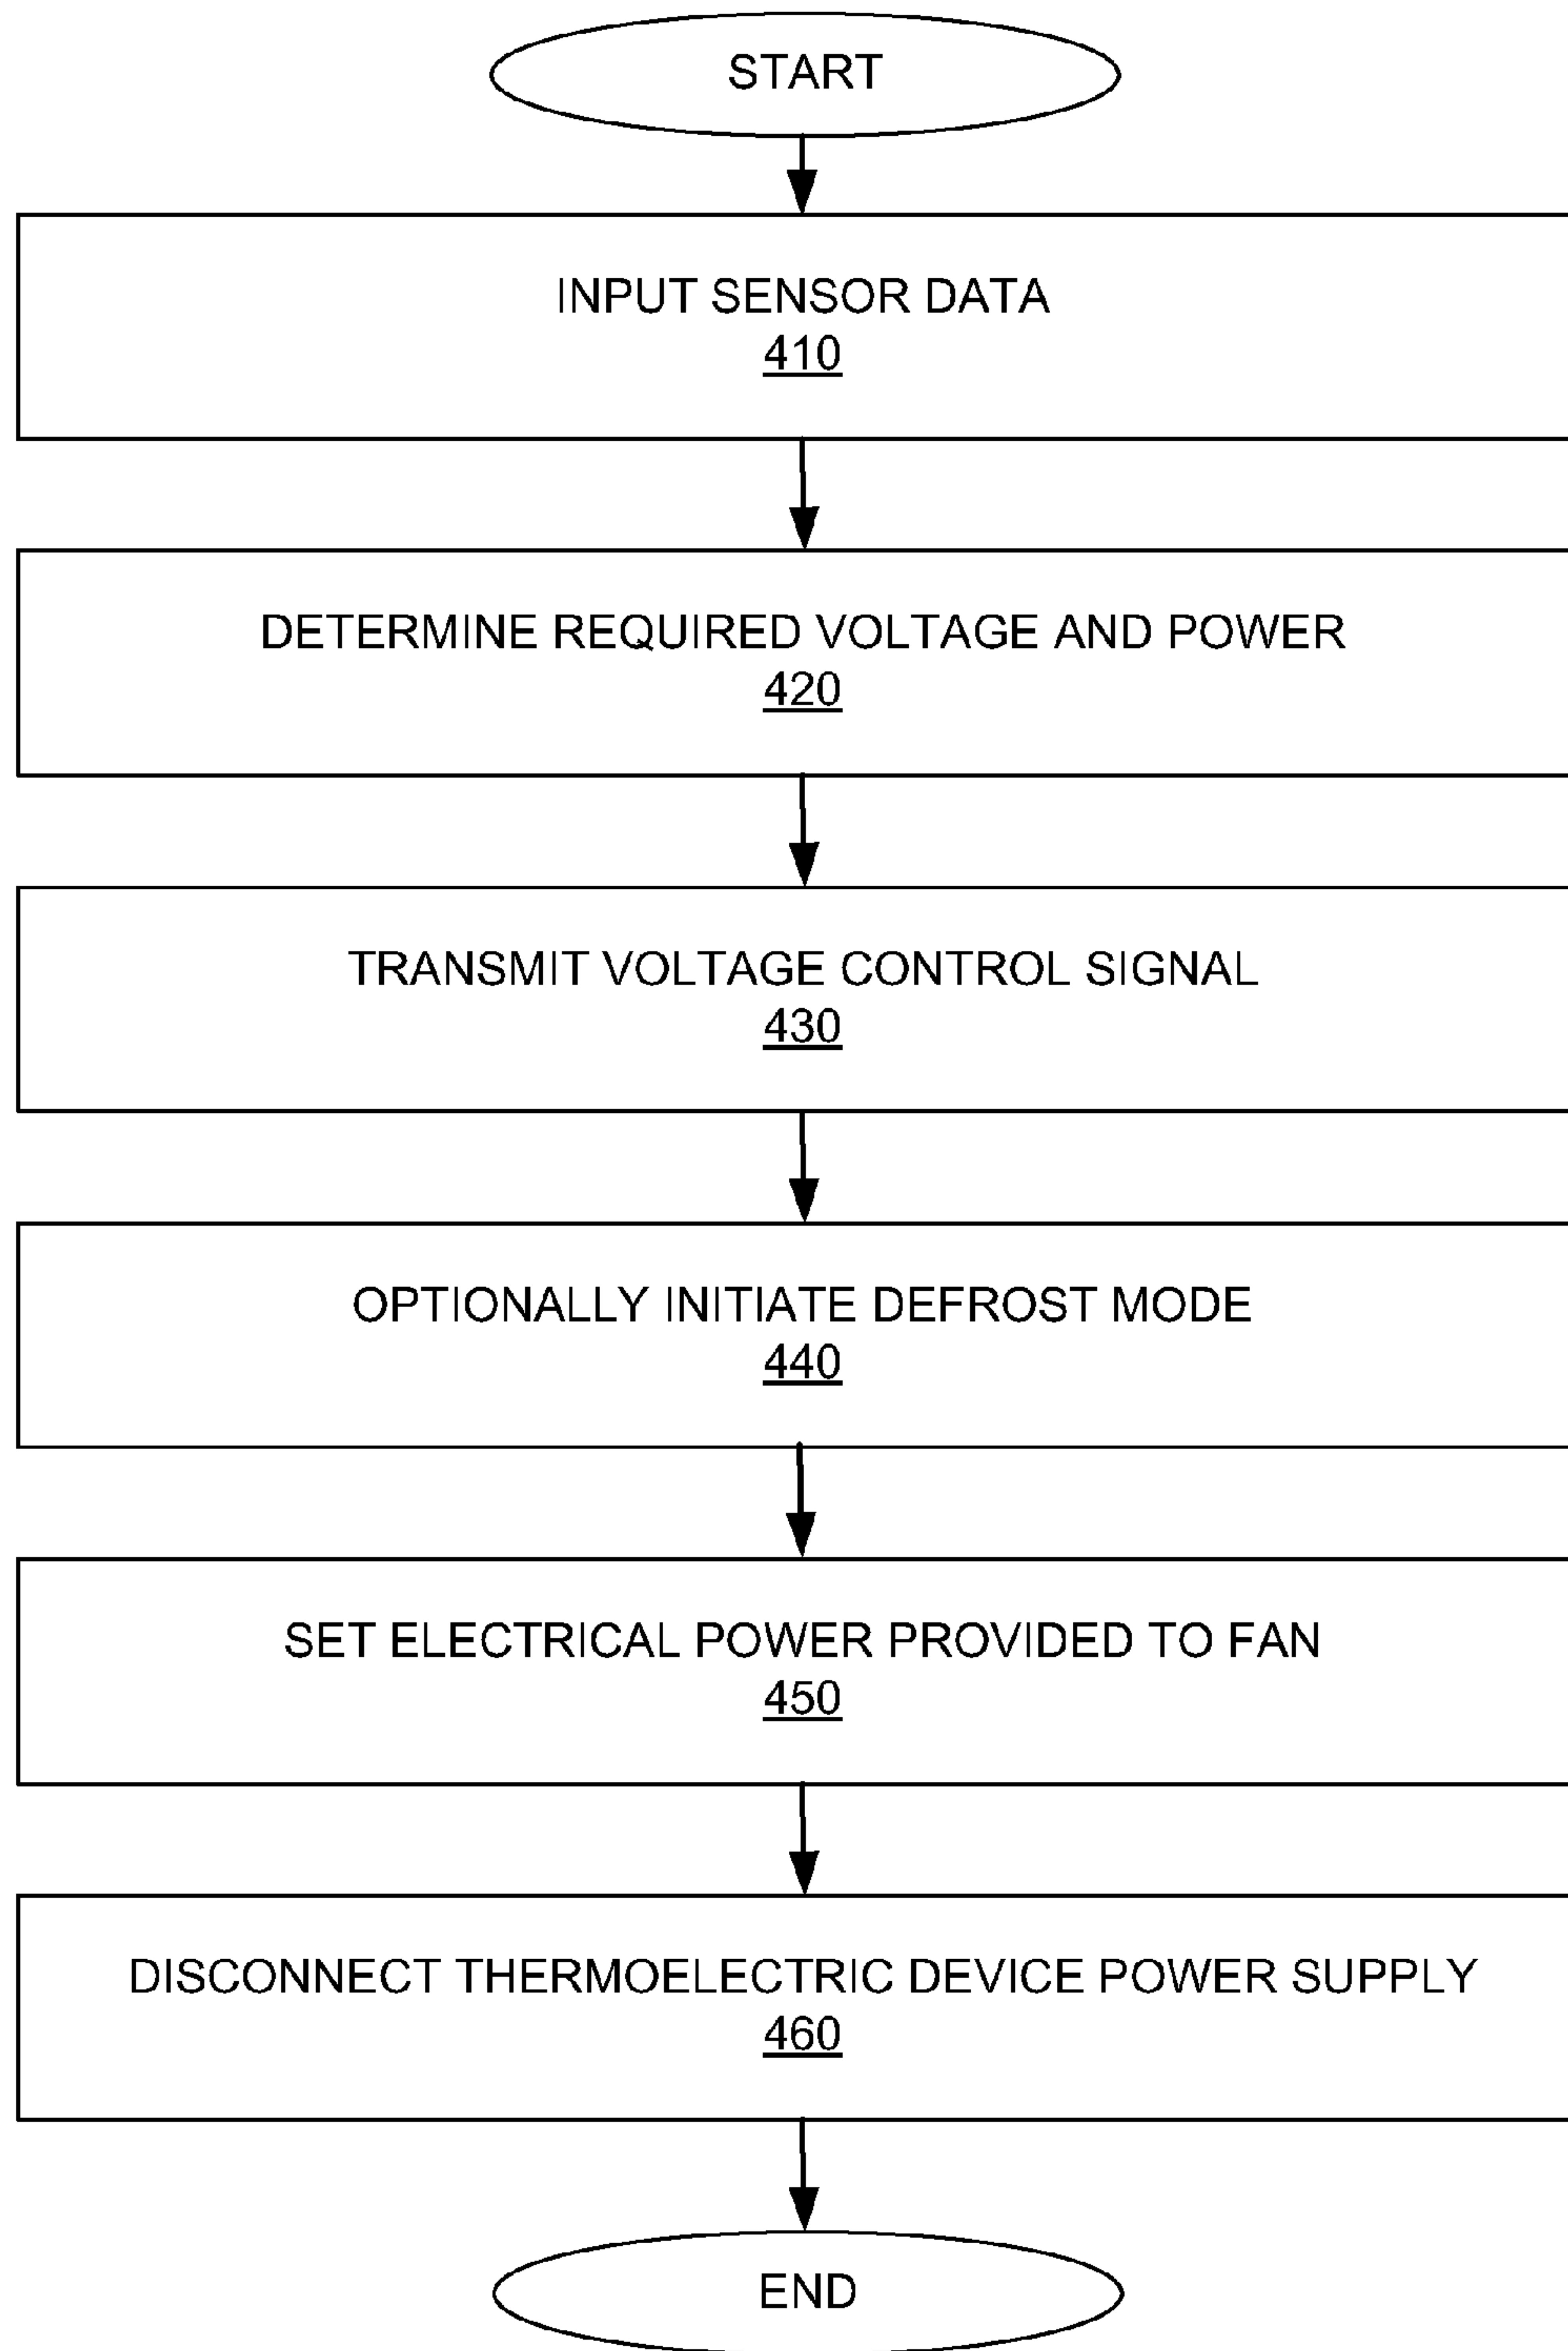 START
INPUT SENSOR DATA
410
DETERMINE REQUIRED VOLTAGE AND POWER
420
TRANSMIT VOLTAGE CONTROL SIGNAL
430
OPTIONALLY INITIATE DEFROST MODE
440
SET ELECTRICAL POWER PROVIDED TO FAN
450
DISCONNECT THERMOELECTRIC DEVICE POWER SUPPLY
460
END